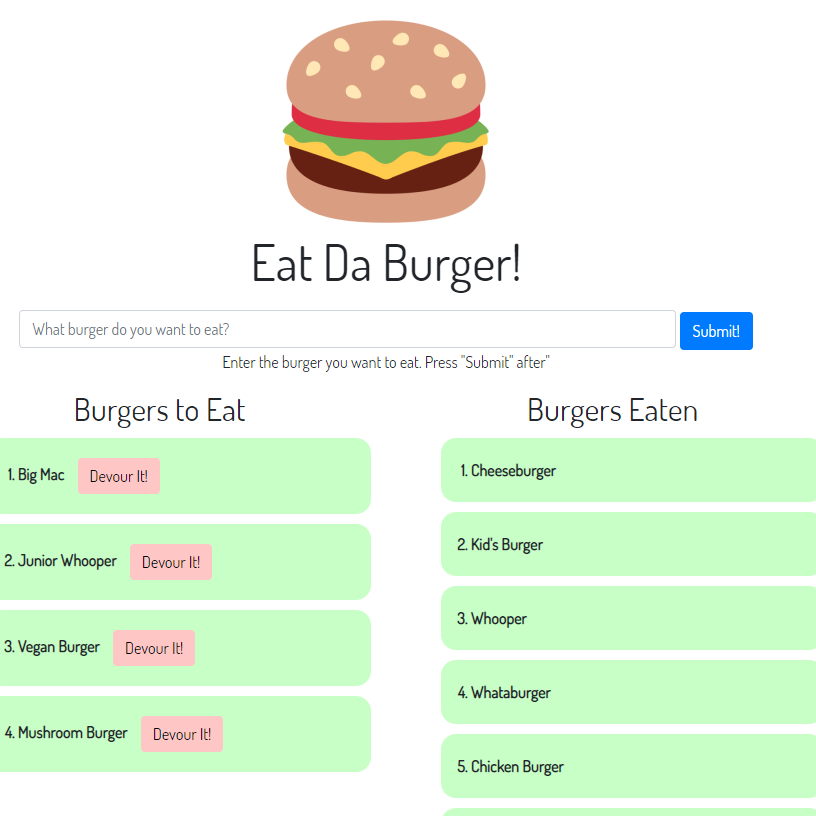 Eat Da Burger!
What burger do you want to eat?
Submit!
Enter the burger you want to eat. Press "Submit" after"
Burgers to Eat
1. Big Mac Devour It!
2. Junior Whooper Devour It!
3. Vegan Burger Devour It!
4. Mushroom Burger Devour It!
Burgers Eaten
1. Cheeseburger
2. Kid's Burger
3. Whooper
4. Whataburger
5. Chicken Burger